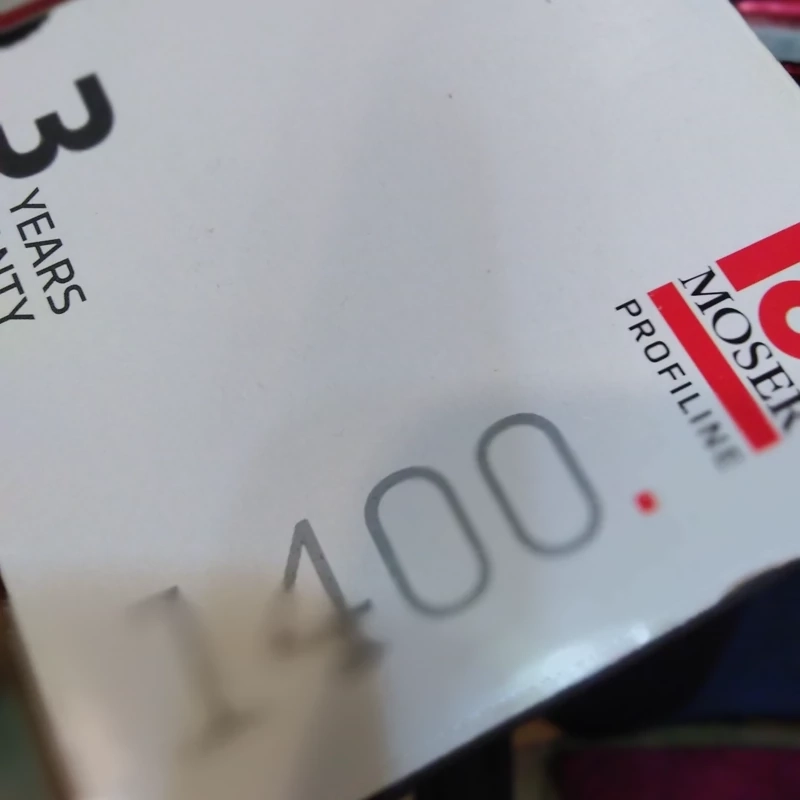 3
YEARS
MOSER
PROFILINE
1400.